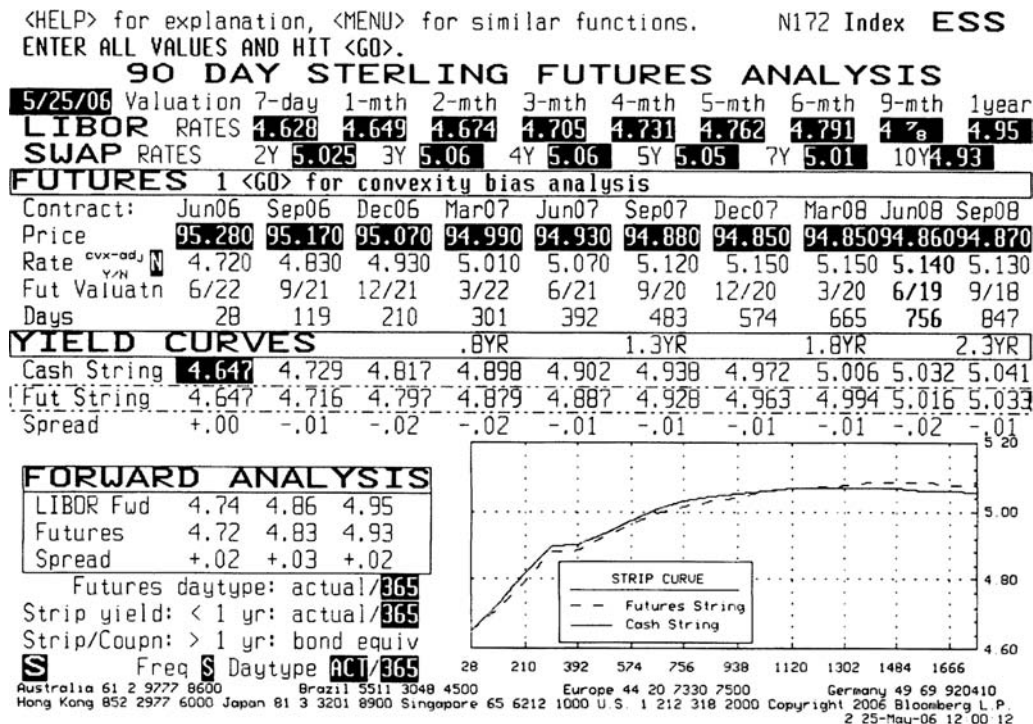 <HELP> for explanation, <MENU> for similar functions. N172 Index ESS
ENTER ALL VALUES AND HIT <GO>.
90 DAY STERLING FUTURES ANALYSIS
5/25/06 Valuation 7-day 1-mth 2-mth 3-mth 4-mth 5-mth 6-mth 9-mth 1year
LIBOR RATES 4.628 4.649 4.674 4.705 4.731 4.762 4.791 4 7/8 4.95
SWAP RATES 2Y 5.025 3Y 5.06 4Y 5.06 5Y 5.05 7Y 5.01 10Y 4.93
FUTURES 1 <GO> for convexity bias analysis
Contract: Jun06 Sep06 Dec06 Mar07 Jun07 Sep07 Dec07 Mar08 Jun08 Sep08
Price 95.280 95.170 95.070 94.990 94.930 94.880 94.850 94.850 94.860 94.870
Rate cvx-adj Y/N N 4.720 4.830 4.930 5.010 5.070 5.120 5.150 5.150 5.140 5.130
Fut Valuatn 6/22 9/21 12/21 3/22 6/21 9/20 12/20 3/20 6/19 9/18
Days 28 119 210 301 392 483 574 665 756 847
YIELD CURVES .8YR 1.3YR 1.8YR 2.3YR
Cash String 4.647 4.729 4.817 4.898 4.902 4.938 4.972 5.006 5.032 5.041
Fut String 4.647 4.716 4.797 4.879 4.887 4.928 4.963 4.994 5.016 5.033
Spread +.00 -.01 -.02 -.02 -.02 -.01 -.01 -.01 -.02 -.01
FORWARD ANALYSIS
LIBOR Fwd 4.74 4.86 4.95
Futures 4.72 4.83 4.93
Spread +.02 +.03 +.02
Futures daytype: actual/365
Strip yield: < 1 yr: actual/365
Strip/Coupn: > 1 yr: bond equiv
S Freq S Daytype ACT/365
5.20
5.00
4.80
4.60
STRIP CURVE
Futures String
Cash String
28 210 392 574 756 938 1120 1302 1484 1666
Australia 61 2 9777 8600 Brazil 5511 3048 4500 Europe 44 20 7330 7500 Germany 49 69 920410
Hong Kong 852 2977 6000 Japan 81 3 3201 8900 Singapore 65 6212 1000 U.S. 1 212 318 2000 Copyright 2006 Bloomberg L.P.
2 25-May-06 12 00:12